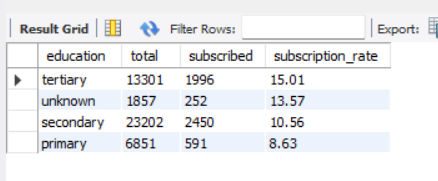 Result Grid Filter Rows: Export:
education total subscribed subscription_rate
tertiary 13301 1996 15.01
unknown 1857 252 13.57
secondary 23202 2450 10.56
primary 6851 591 8.63